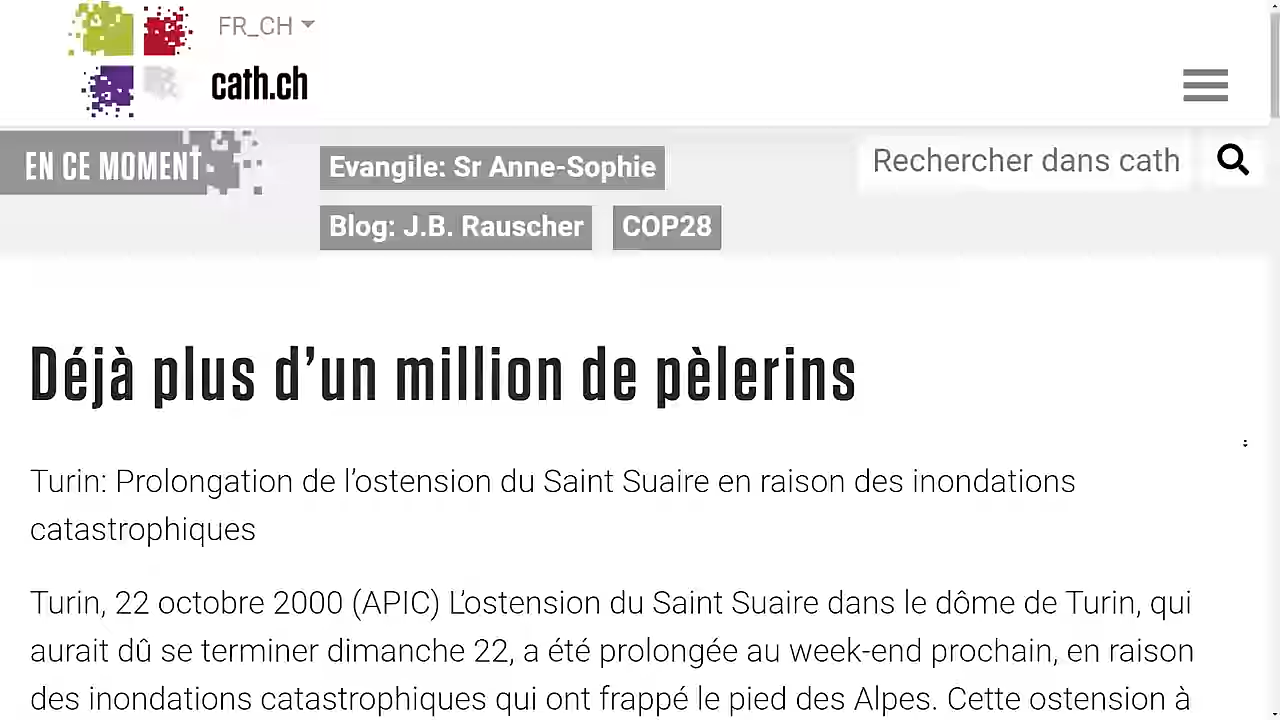 FR_CH
cath.ch
EN CE MOMENT
Evangile: Sr Anne-Sophie
Rechercher dans cath
Blog: J.B. Rauscher
COP28
Déjà plus d’un million de pèlerins
Turin: Prolongation de l’ostension du Saint Suaire en raison des inondations
catastrophiques
Turin, 22 octobre 2000 (APIC) L’ostension du Saint Suaire dans le dôme de Turin, qui
aurait dû se terminer dimanche 22, a été prolongée au week-end prochain, en raison
des inondations catastrophiques qui ont frappé le pied des Alpes. Cette ostension à